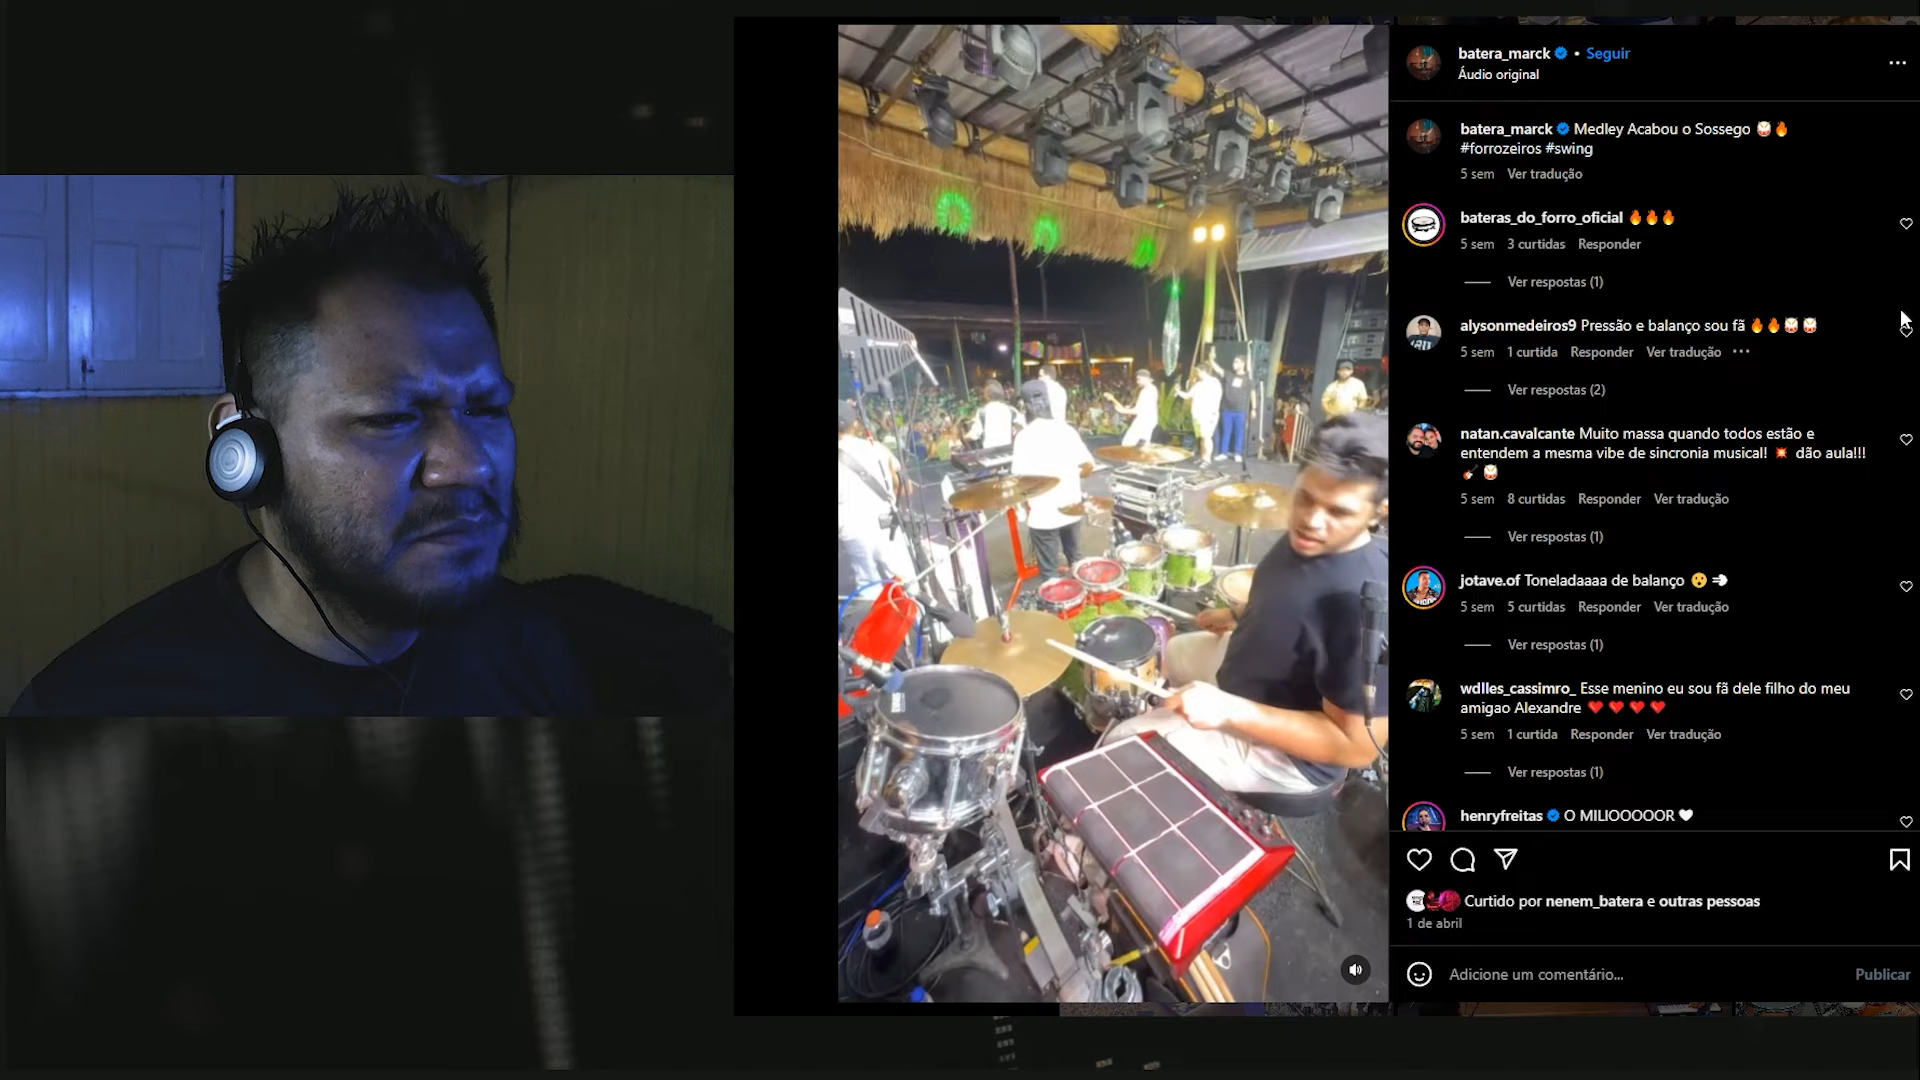 batera_marck • Seguir
Áudio original
batera_marck Medley Acabou o Sossego 🥁🔥
#forrozeiros #swing
5 sem Ver tradução
bateras_do_forro_oficial 🔥🔥🔥
5 sem 3 curtidas Responder
Ver respostas (1)
alysonmedeiros9 Pressão e balanço sou fã 🔥🔥🥁🥁
5 sem 1 curtida Responder Ver tradução ...
Ver respostas (2)
natan.cavalcante Muito massa quando todos estão e
entendem a mesma vibe de sincronia musical! 💥 dão aula!!!
🎸🥁
5 sem 8 curtidas Responder Ver tradução
Ver respostas (1)
jotave.of Toneladaaaa de balanço 😮‍💨
5 sem 5 curtidas Responder Ver tradução
Ver respostas (1)
wdlles_cassimro_ Esse menino eu sou fã dele filho do meu
amigao Alexandre ❤️❤️❤️❤️
5 sem 1 curtida Responder Ver tradução
Ver respostas (1)
henryfreitas O MILIOOOOOR 🤍
Curtido por nenem_batera e outras pessoas
1 de abril
Adicione um comentário... Publicar